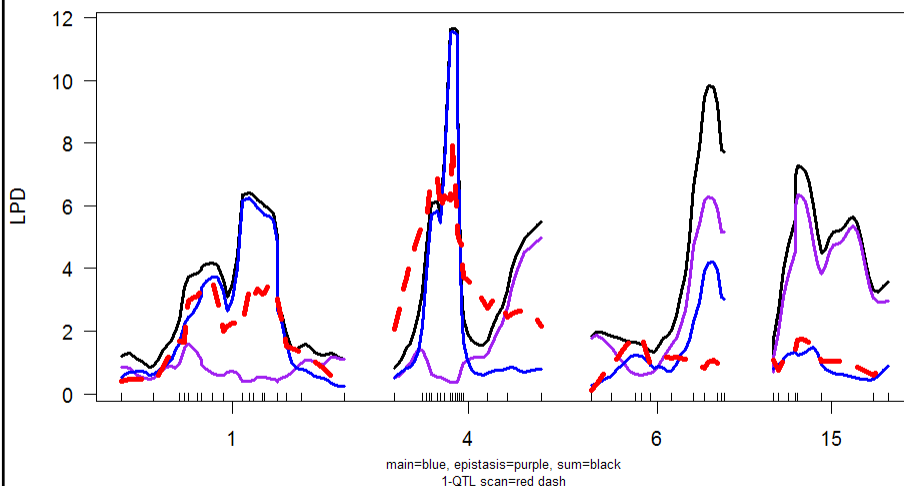 12
10
8
6
4
2
0
LPD
1 4 6 15
main=blue, epistasis=purple, sum=black
1-QTL scan=red dash